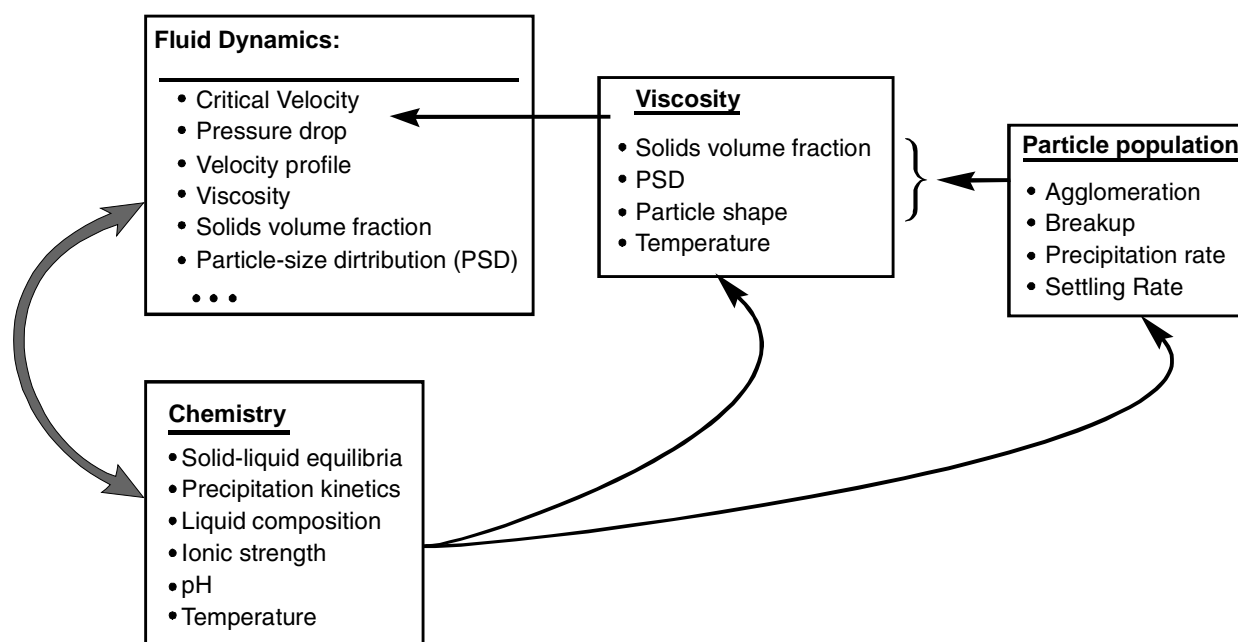 Fluid Dynamics:
• Critical Velocity
• Pressure drop
• Velocity profile
• Viscosity
• Solids volume fraction
• Particle-size dirtribution (PSD)
• • •
Viscosity
• Solids volume fraction
• PSD
• Particle shape
• Temperature
Particle population
• Agglomeration
• Breakup
• Precipitation rate
• Settling Rate
Chemistry
• Solid-liquid equilibria
• Precipitation kinetics
• Liquid composition
• Ionic strength
• pH
• Temperature